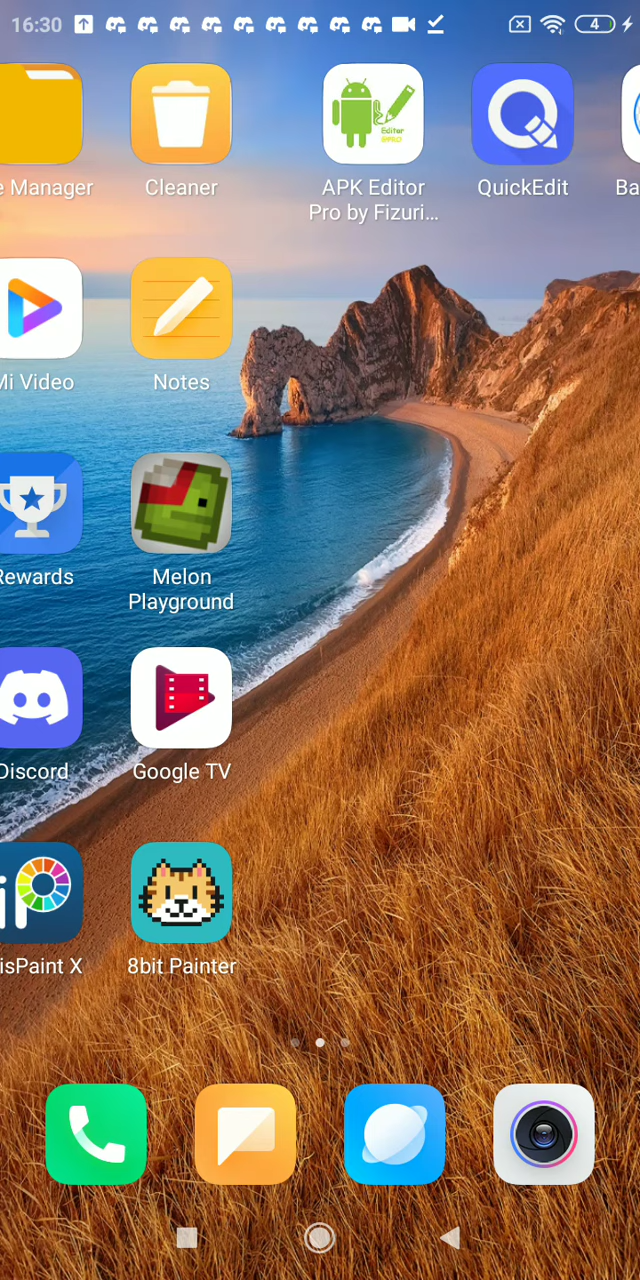 16:30
4
e Manager
Cleaner
APK Editor
Pro by Fizuri...
QuickEdit
Ba
Editor
Mi Video
Notes
Rewards
Melon
Playground
Discord
Google TV
isPaint X
8bit Painter